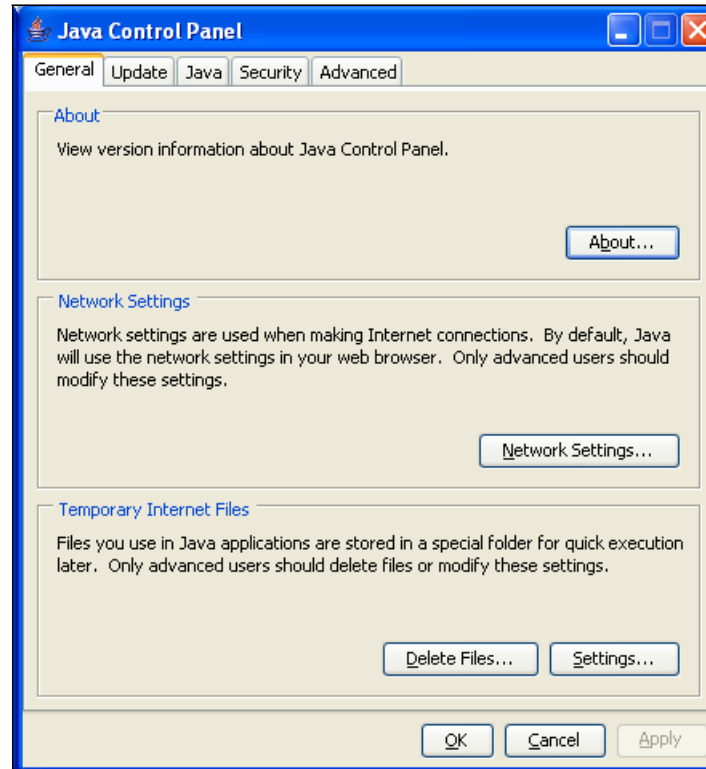 Java Control Panel
General Update Java Security Advanced
About
View version information about Java Control Panel.
About...
Network Settings
Network settings are used when making Internet connections. By default, Java
will use the network settings in your web browser. Only advanced users should
modify these settings.
Network Settings...
Temporary Internet Files
Files you use in Java applications are stored in a special folder for quick execution
later. Only advanced users should delete files or modify these settings.
Delete Files... Settings...
OK Cancel Apply